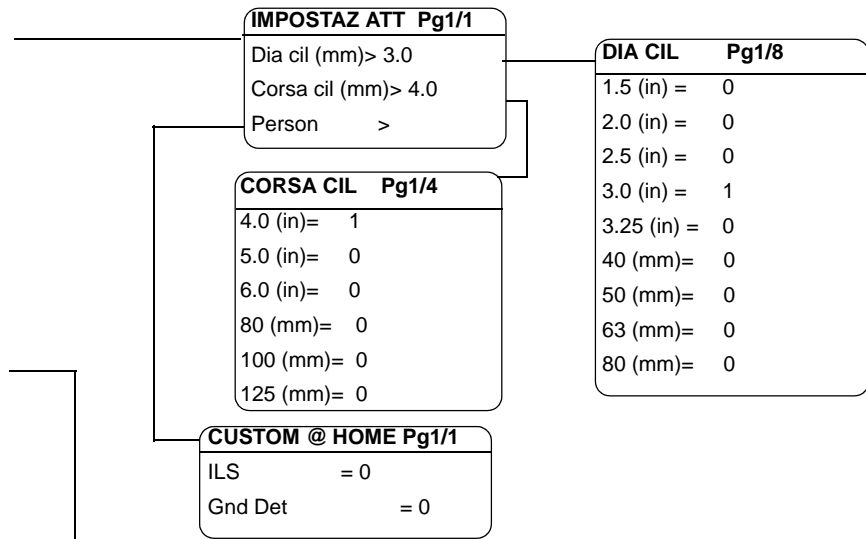 IMPOSTAZ ATT Pg1/1
Dia cil (mm)> 3.0
Corsa cil (mm)> 4.0
Person >
DIA CIL Pg1/8
1.5 (in) = 0
2.0 (in) = 0
2.5 (in) = 0
3.0 (in) = 1
3.25 (in) = 0
40 (mm)= 0
50 (mm)= 0
63 (mm)= 0
80 (mm)= 0
CORSA CIL Pg1/4
4.0 (in)= 1
5.0 (in)= 0
6.0 (in)= 0
80 (mm)= 0
100 (mm)= 0
125 (mm)= 0
CUSTOM @ HOME Pg1/1
ILS = 0
Gnd Det = 0